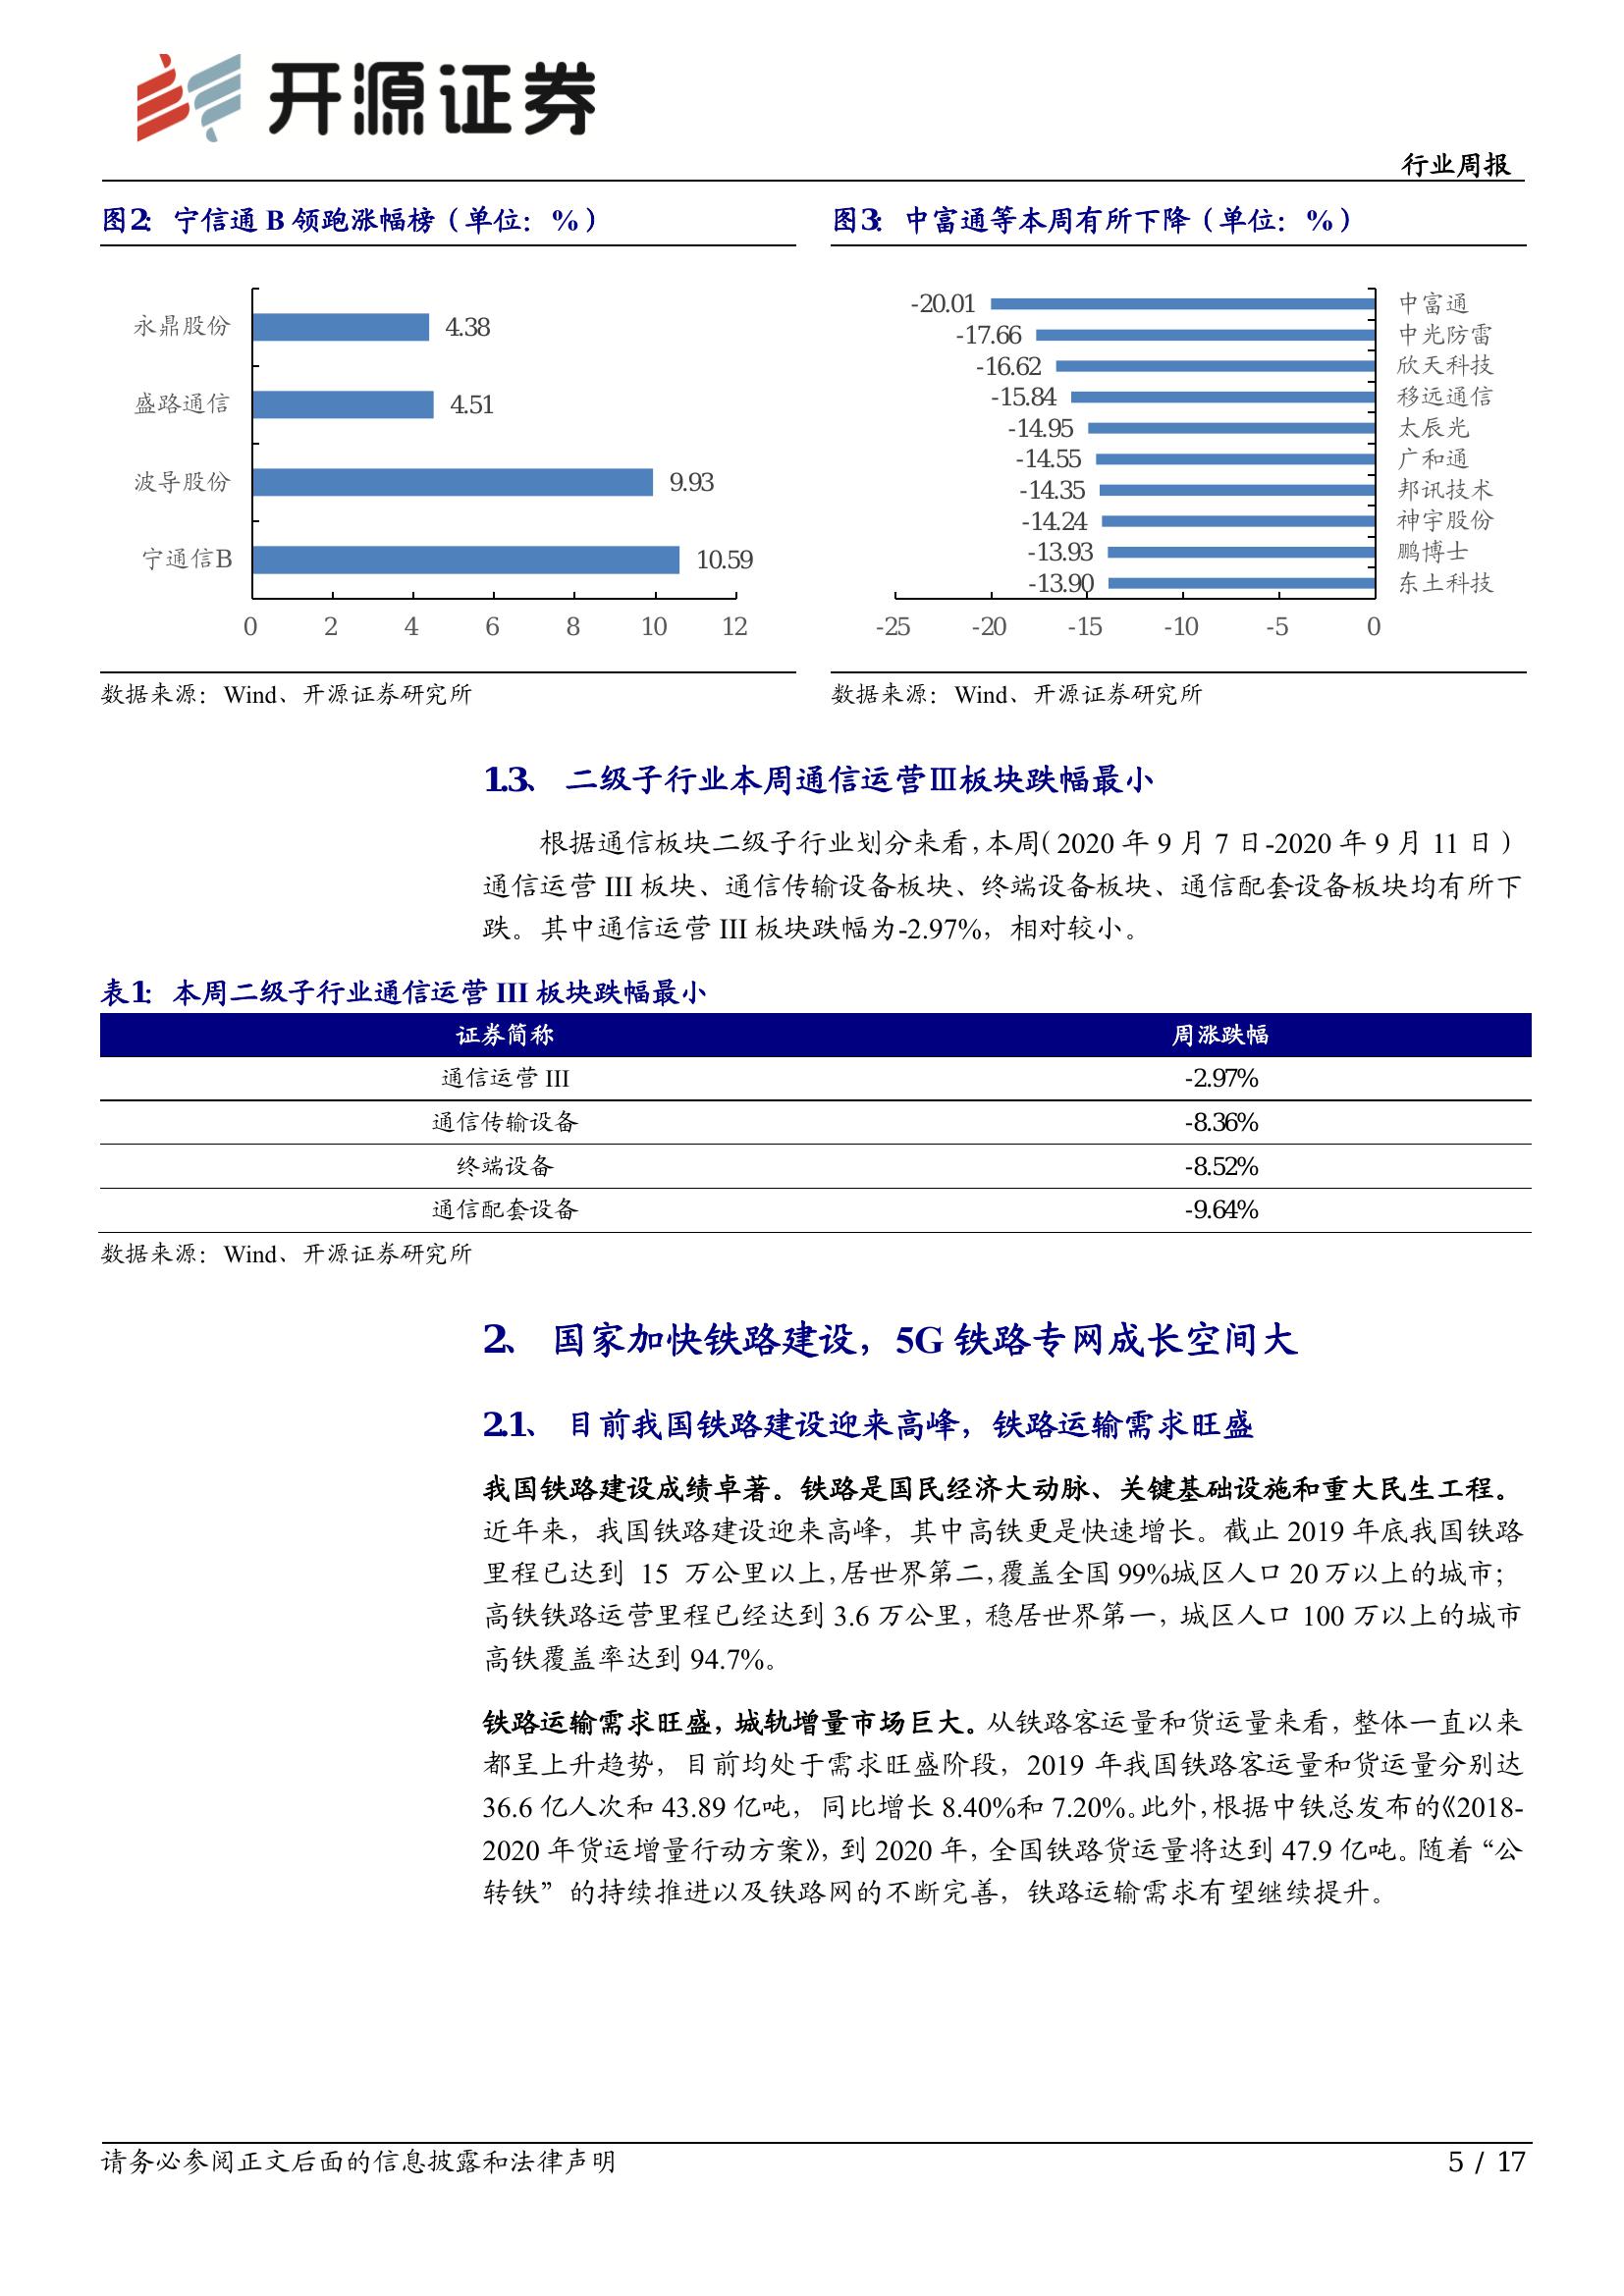 开源证券
行业周报
图2： 宁信通 B 领跑涨幅榜（单位：%）
永鼎股份 4.38
盛路通信 4.51
波导股份 9.93
宁通信B 10.59
0 2 4 6 8 10 12
数据来源：Wind、开源证券研究所
图3： 中富通等本周有所下降（单位：%）
-20.01 中富通
-17.66 中光防雷
-16.62 欣天科技
-15.84 移远通信
-14.95 太辰光
-14.55 广和通
-14.35 邦讯技术
-14.24 神宇股份
-13.93 鹏博士
-13.90 东土科技
-25 -20 -15 -10 -5 0
数据来源：Wind、开源证券研究所
1.3、 二级子行业本周通信运营Ⅲ板块跌幅最小
根据通信板块二级子行业划分来看，本周（2020 年 9 月 7 日-2020 年 9 月 11 日）
通信运营 III 板块、通信传输设备板块、终端设备板块、通信配套设备板块均有所下
跌。其中通信运营 III 板块跌幅为-2.97%，相对较小。
表1： 本周二级子行业通信运营 III 板块跌幅最小
证券简称 周涨跌幅
通信运营 III -2.97%
通信传输设备 -8.36%
终端设备 -8.52%
通信配套设备 -9.64%
数据来源：Wind、开源证券研究所
2、 国家加快铁路建设，5G 铁路专网成长空间大
2.1、 目前我国铁路建设迎来高峰，铁路运输需求旺盛
我国铁路建设成绩卓著。铁路是国民经济大动脉、关键基础设施和重大民生工程。
近年来，我国铁路建设迎来高峰，其中高铁更是快速增长。截止 2019 年底我国铁路
里程已达到 15 万公里以上，居世界第二，覆盖全国 99%城区人口 20 万以上的城市；
高铁铁路运营里程已经达到 3.6 万公里，稳居世界第一，城区人口 100 万以上的城市
高铁覆盖率达到 94.7%。
铁路运输需求旺盛，城轨增量市场巨大。从铁路客运量和货运量来看，整体一直以来
都呈上升趋势，目前均处于需求旺盛阶段，2019 年我国铁路客运量和货运量分别达
36.6 亿人次和 43.89 亿吨，同比增长 8.40%和 7.20%。此外，根据中铁总发布的《2018-
2020 年货运增量行动方案》，到 2020 年，全国铁路货运量将达到 47.9 亿吨。随着“公
转铁”的持续推进以及铁路网的不断完善，铁路运输需求有望继续提升。
请务必参阅正文后面的信息披露和法律声明
5 / 17